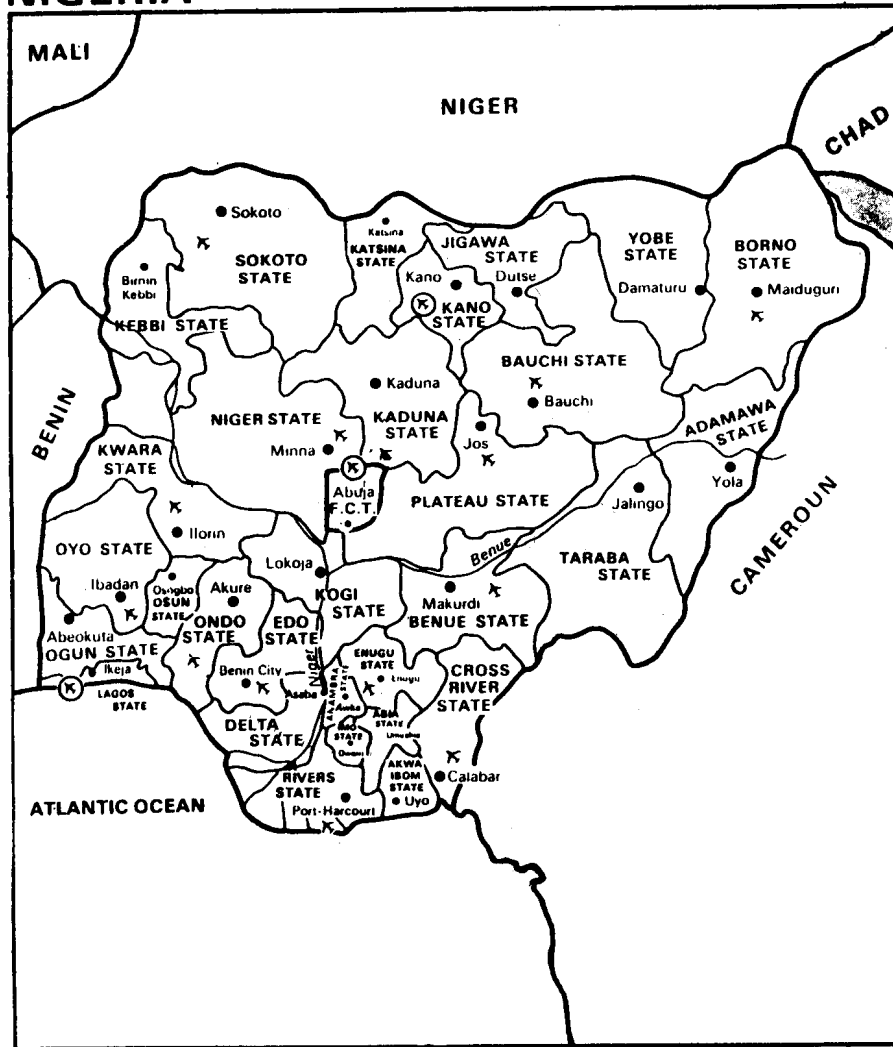 NIGERIA
MALI
NIGER
CHAD
Sokoto
Katsina
KATSINA
STATE
JIGAWA
STATE
YOBE
STATE
BORNO
STATE
SOKOTO
STATE
Birnin
Kebbi
Kano
Dutse
Damaturu
Maiduguri
KANO
STATE
KEBBI STATE
BAUCHI STATE
Kaduna
Bauchi
BENIN
NIGER STATE
KADUNA
STATE
ADAMAWA
STATE
Minna
Jos
KWARA
STATE
Abuja
F.C.T.
PLATEAU STATE
Jalingo
Yola
CAMEROUN
Ilorin
OYO STATE
Lokoja
Benue
TARABA
STATE
Ibadan
Osogbo
OSUN
STATE
Akure
KOGI
STATE
Makurdi
BENUE STATE
ONDO
STATE
EDO
STATE
Abeokuta
OGUN STATE
Niger
ENUGU
STATE
Enugu
CROSS
RIVER
STATE
Ikeja
LAGOS
STATE
Benin City
Asaba
ANAMBRA
STATE
Awka
ABIA
STATE
Umuahia
DELTA
STATE
IMO
STATE
Owerri
AKWA
IBOM
STATE
RIVERS
STATE
Calabar
Uyo
Port-Harcourt
ATLANTIC OCEAN